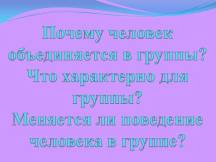 Почему человек
объединяется в группы?
Что характерно для
группы?
Меняется ли поведение
человека в группе?